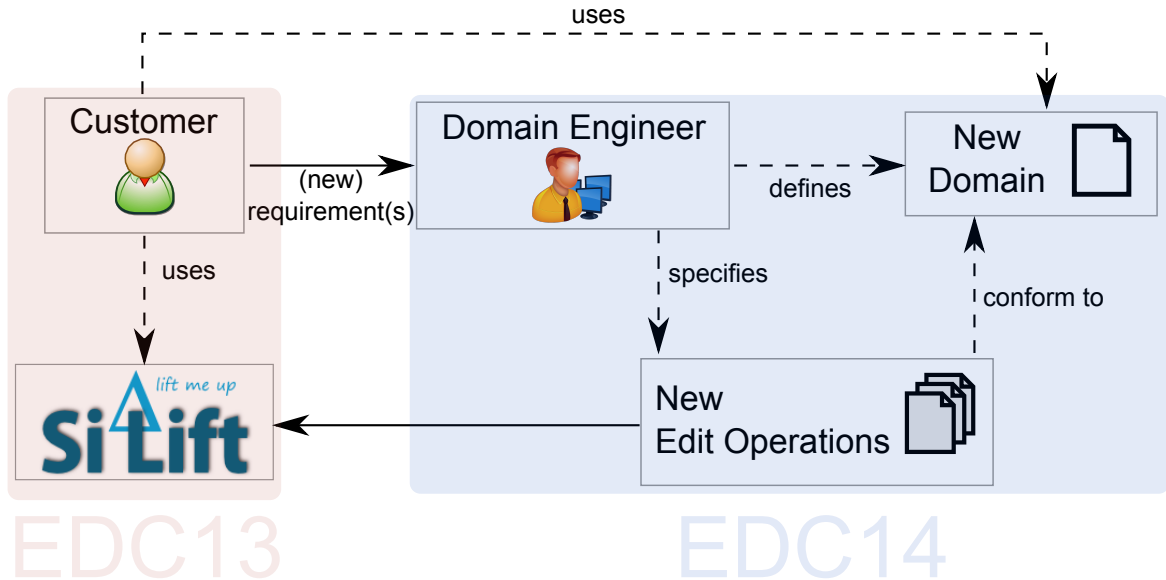 uses
Customer
Domain Engineer
New
Domain
(new)
requirement(s)
defines
uses
specifies
conform to
lift me up
SiLift
New
Edit Operations
EDC13
EDC14